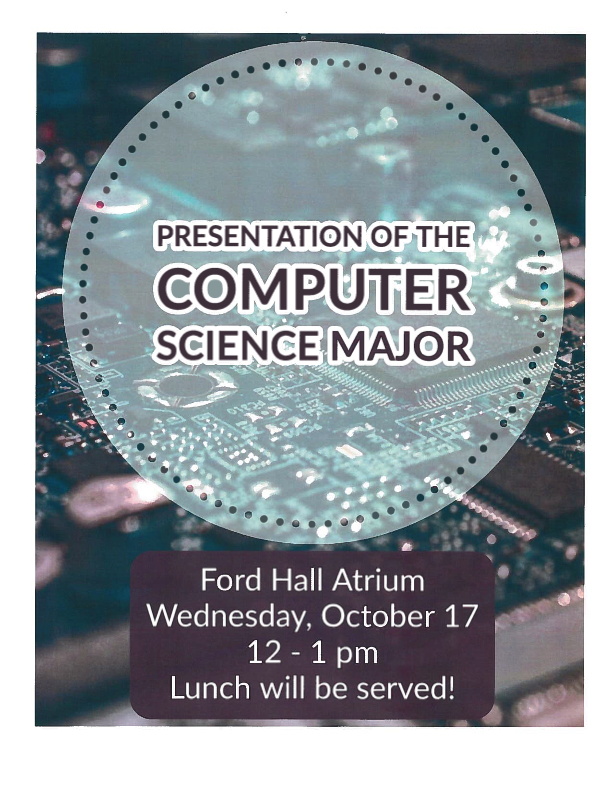 PRESENTATION OF THE
COMPUTER
SCIENCE MAJOR
Ford Hall Atrium
Wednesday, October 17
12 - 1 pm
Lunch will be served!